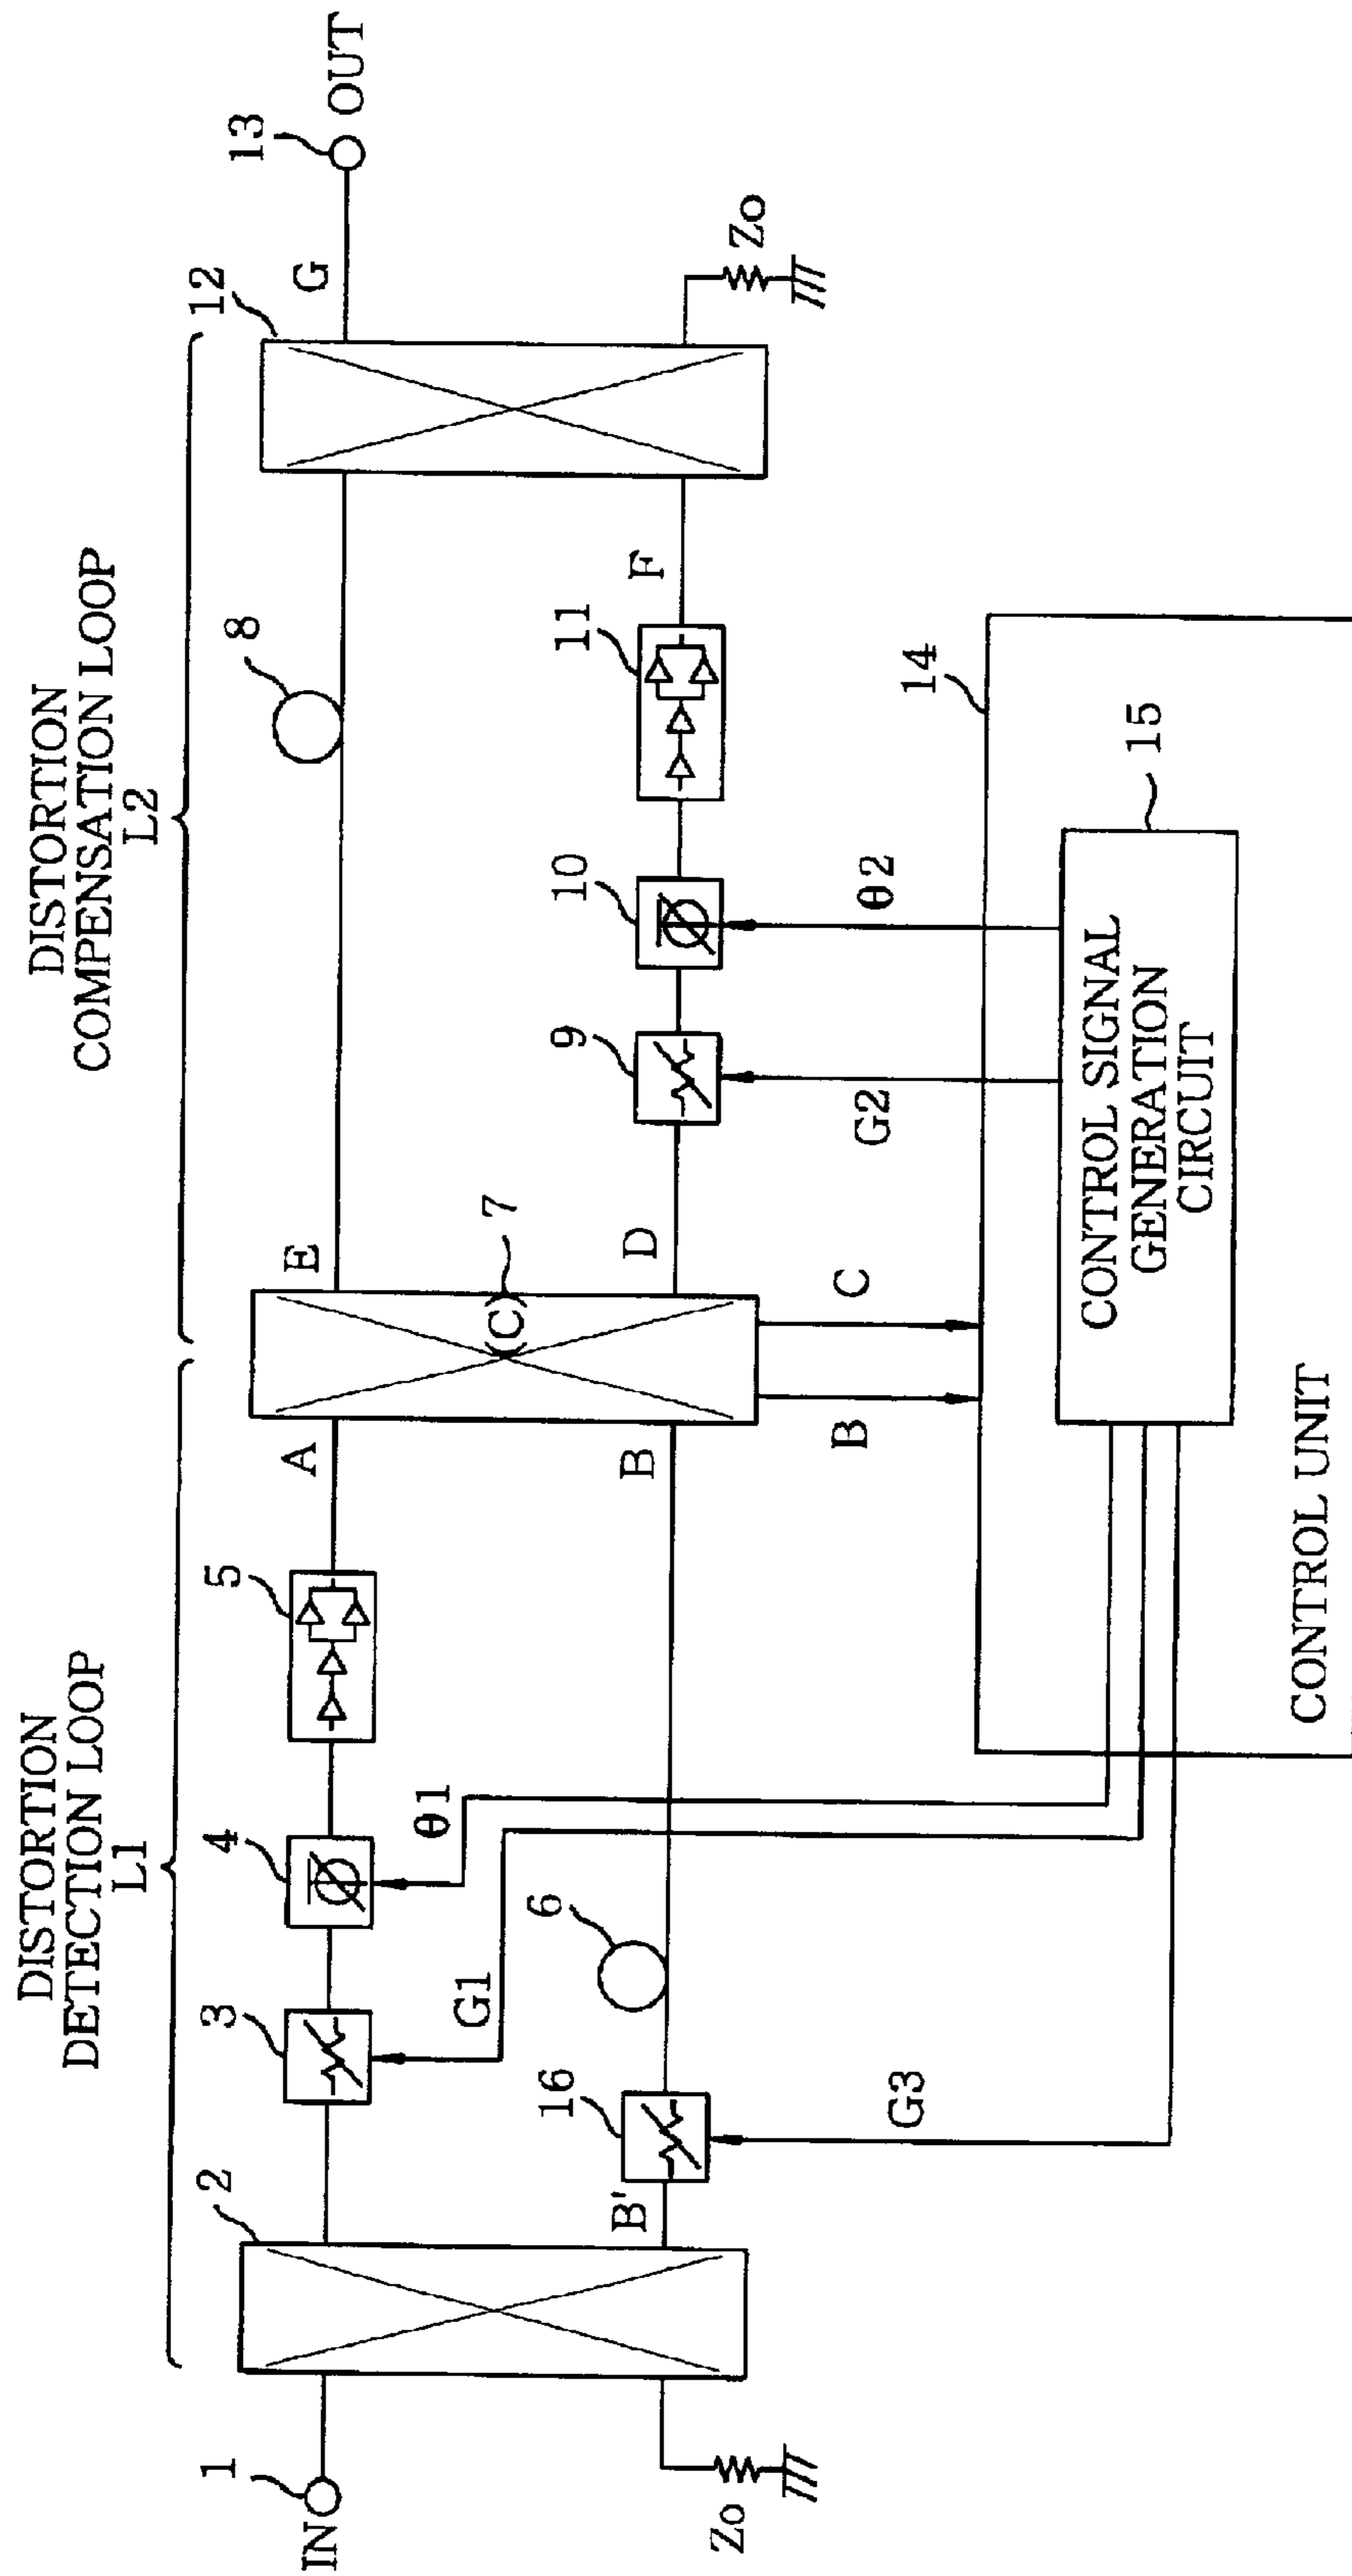 DISTORTION
DETECTION LOOP
L1
DISTORTION
COMPENSATION LOOP
L2
1
IN
2
3
4
5
A
E
8
12
G
13
OUT
Zo
B'
16
6
B
(C)
7
D
9
10
11
F
Zo
G1
θ1
G3
B
C
G2
θ2
14
CONTROL SIGNAL
GENERATION
CIRCUIT
15
CONTROL UNIT